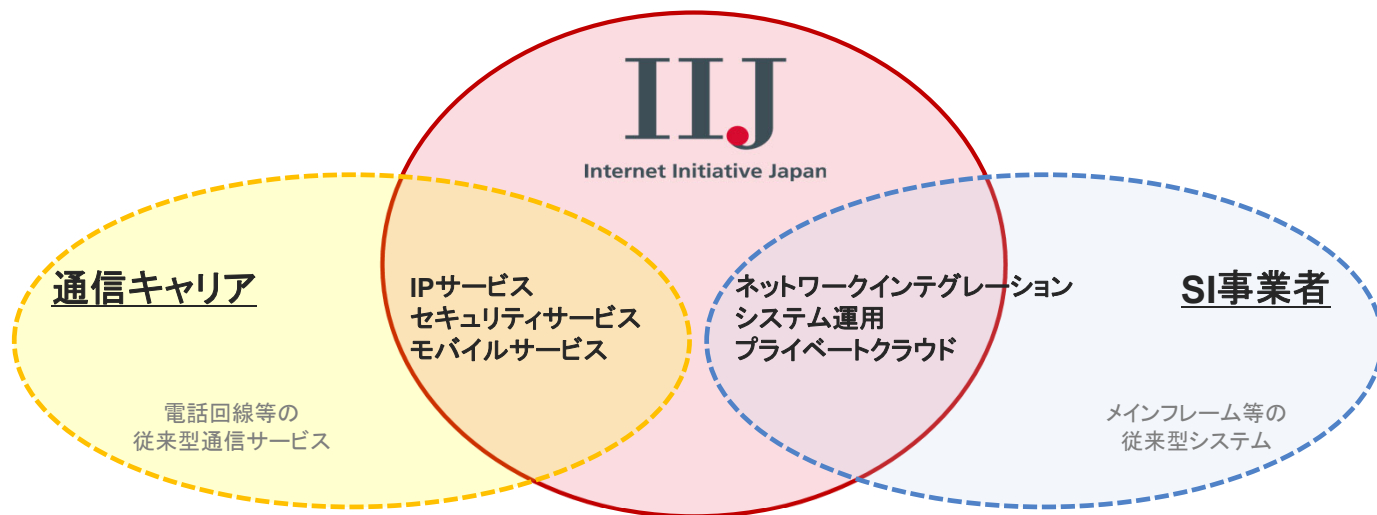 IIJ
Internet Initiative Japan
通信キャリア
IPサービス
セキュリティサービス
モバイルサービス
電話回線等の
従来型通信サービス
ネットワークインテグレーション
システム運用
プライベートクラウド
SI事業者
メインフレーム等の
従来型システム